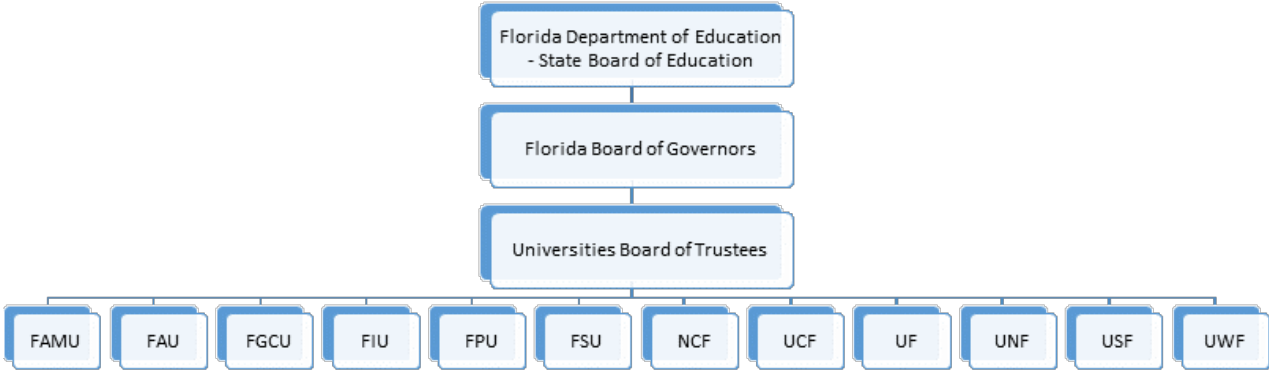 Florida Department of Education
- State Board of Education
Florida Board of Governors
Universities Board of Trustees
FAMU
FAU
FGCU
FIU
FPU
FSU
NCF
UCF
UF
UNF
USF
UWF